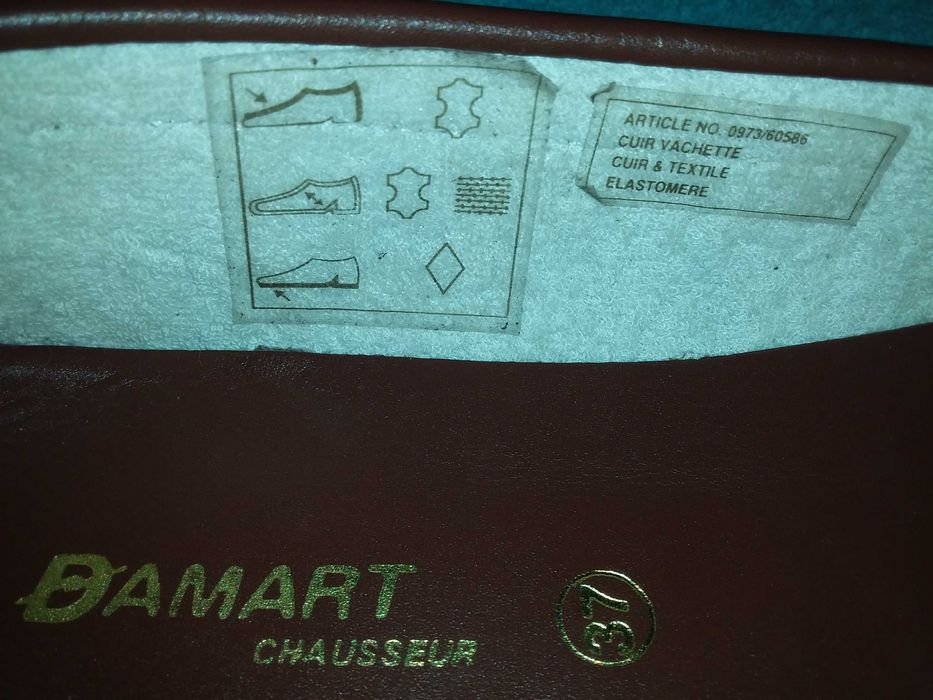 ARTICLE NO. 0973/60586
CUIR VACHETTE
CUIR & TEXTILE
ELASTOMERE
DAMART
CHAUSSEUR
37